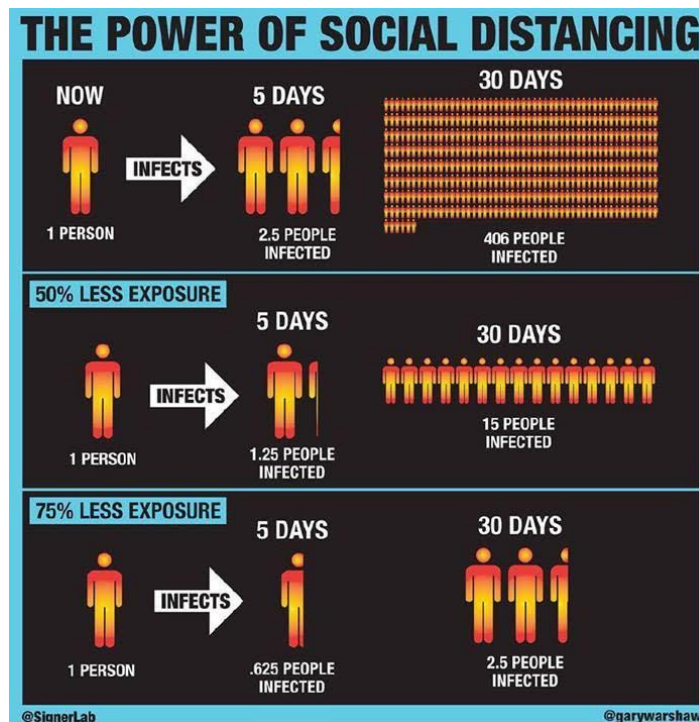 THE POWER OF SOCIAL DISTANCING
NOW
5 DAYS
30 DAYS
INFECTS
1 PERSON
2.5 PEOPLE
INFECTED
406 PEOPLE
INFECTED
50% LESS EXPOSURE
5 DAYS
30 DAYS
INFECTS
1 PERSON
1.25 PEOPLE
INFECTED
15 PEOPLE
INFECTED
75% LESS EXPOSURE
5 DAYS
30 DAYS
INFECTS
1 PERSON
.625 PEOPLE
INFECTED
2.5 PEOPLE
INFECTED
@SignerLab
@garywarshaw